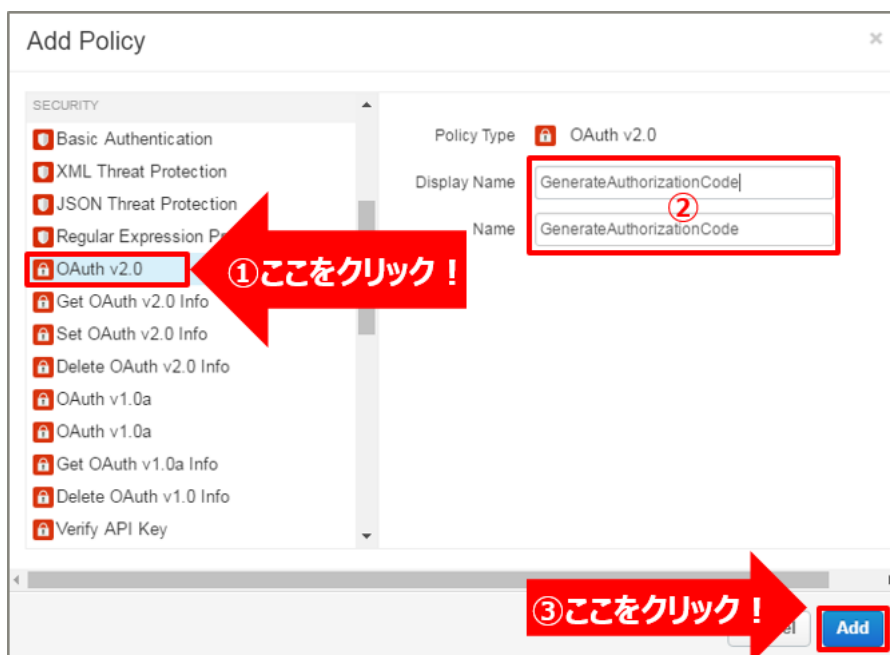 Add Policy
×
SECURITY
Basic Authentication
XML Threat Protection
JSON Threat Protection
Regular Expression
OAuth v2.0
Get OAuth v2.0 Info
Set OAuth v2.0 Info
Delete OAuth v2.0 Info
OAuth v1.0a
OAuth v1.0a
Get OAuth v1.0a Info
Delete OAuth v1.0 Info
Verify API Key
①ここをクリック！
Policy Type OAuth v2.0
Display Name GenerateAuthorizationCode
②
Name GenerateAuthorizationCode
③ここをクリック！
Add